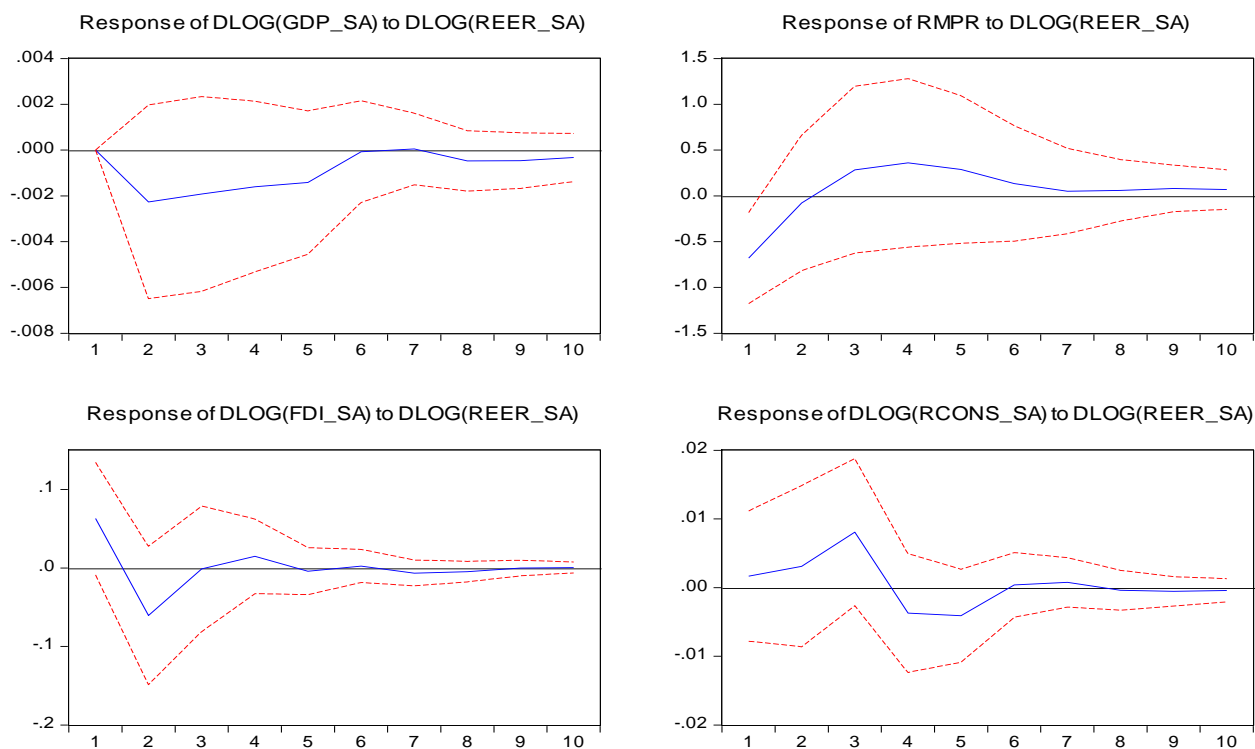 Response of DLOG(GDP_SA) to DLOG(REER_SA)
.004
.002
.000
-.002
-.004
-.006
-.008
1 2 3 4 5 6 7 8 9 10
Response of RMPR to DLOG(REER_SA)
1.5
1.0
0.5
0.0
-0.5
-1.0
-1.5
1 2 3 4 5 6 7 8 9 10
Response of DLOG(FDI_SA) to DLOG(REER_SA)
.1
.0
-.1
-.2
1 2 3 4 5 6 7 8 9 10
Response of DLOG(RCONS_SA) to DLOG(REER_SA)
.02
.01
.00
-.01
-.02
1 2 3 4 5 6 7 8 9 10